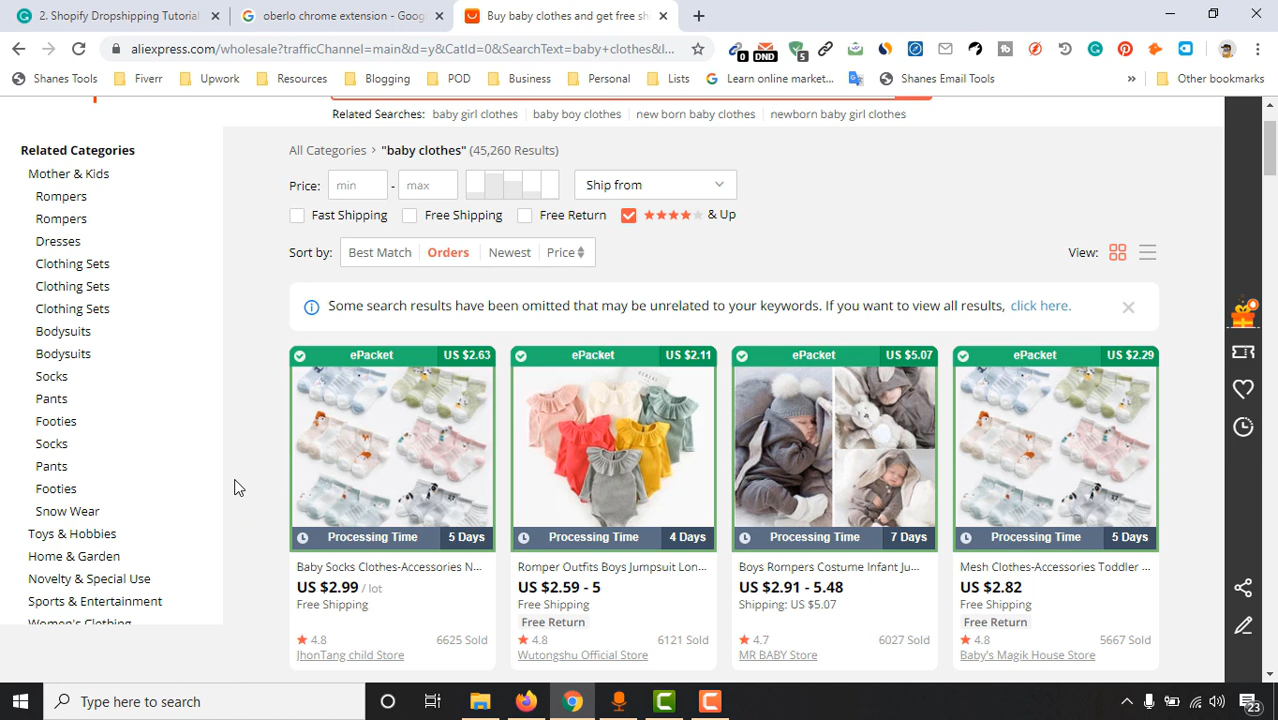 2. Shopify Dropshipping Tutorial
oberlo chrome extension - Goog
Buy baby clothes and get free sh
aliexpress.com/wholesale?trafficChannel=main&d=y&CatId=0&SearchText=baby+clothes&l...
DND
5
Shanes Tools
Fiverr
Upwork
Resources
Blogging
POD
Business
Personal
Lists
Learn online market...
Shanes Email Tools
»
Other bookmarks
Related Searches: baby girl clothes baby boy clothes new born baby clothes newborn baby girl clothes
Related Categories
Mother & Kids
Rompers
Rompers
Dresses
Clothing Sets
Clothing Sets
Clothing Sets
Bodysuits
Bodysuits
Socks
Pants
Footies
Socks
Pants
Footies
Snow Wear
Toys & Hobbies
Home & Garden
Novelty & Special Use
Sports & Entertainment
Women's Clothing
All Categories > "baby clothes" (45,260 Results)
Price: min - max Ship from
Fast Shipping Free Shipping Free Return & Up
Sort by: Best Match Orders Newest Price View:
Some search results have been omitted that may be unrelated to your keywords. If you want to view all results, click here.
ePacket US $2.63
Processing Time 5 Days
Baby Socks Clothes-Accessories N...
US $2.99 / lot
Free Shipping
4.8 6625 Sold
JhonTang child Store
ePacket US $2.11
Processing Time 4 Days
Romper Outfits Boys Jumpsuit Lon...
US $2.59 - 5
Free Shipping
Free Return
4.8 6121 Sold
Wutongshu Official Store
ePacket US $5.07
Processing Time 7 Days
Boys Rompers Costume Infant Ju...
US $2.91 - 5.48
Shipping: US $5.07
4.7 6027 Sold
MR BABY Store
ePacket US $2.29
Processing Time 5 Days
Mesh Clothes-Accessories Toddler ...
US $2.82
Free Shipping
Free Return
4.8 5667 Sold
Baby's Magik House Store
Type here to search
23